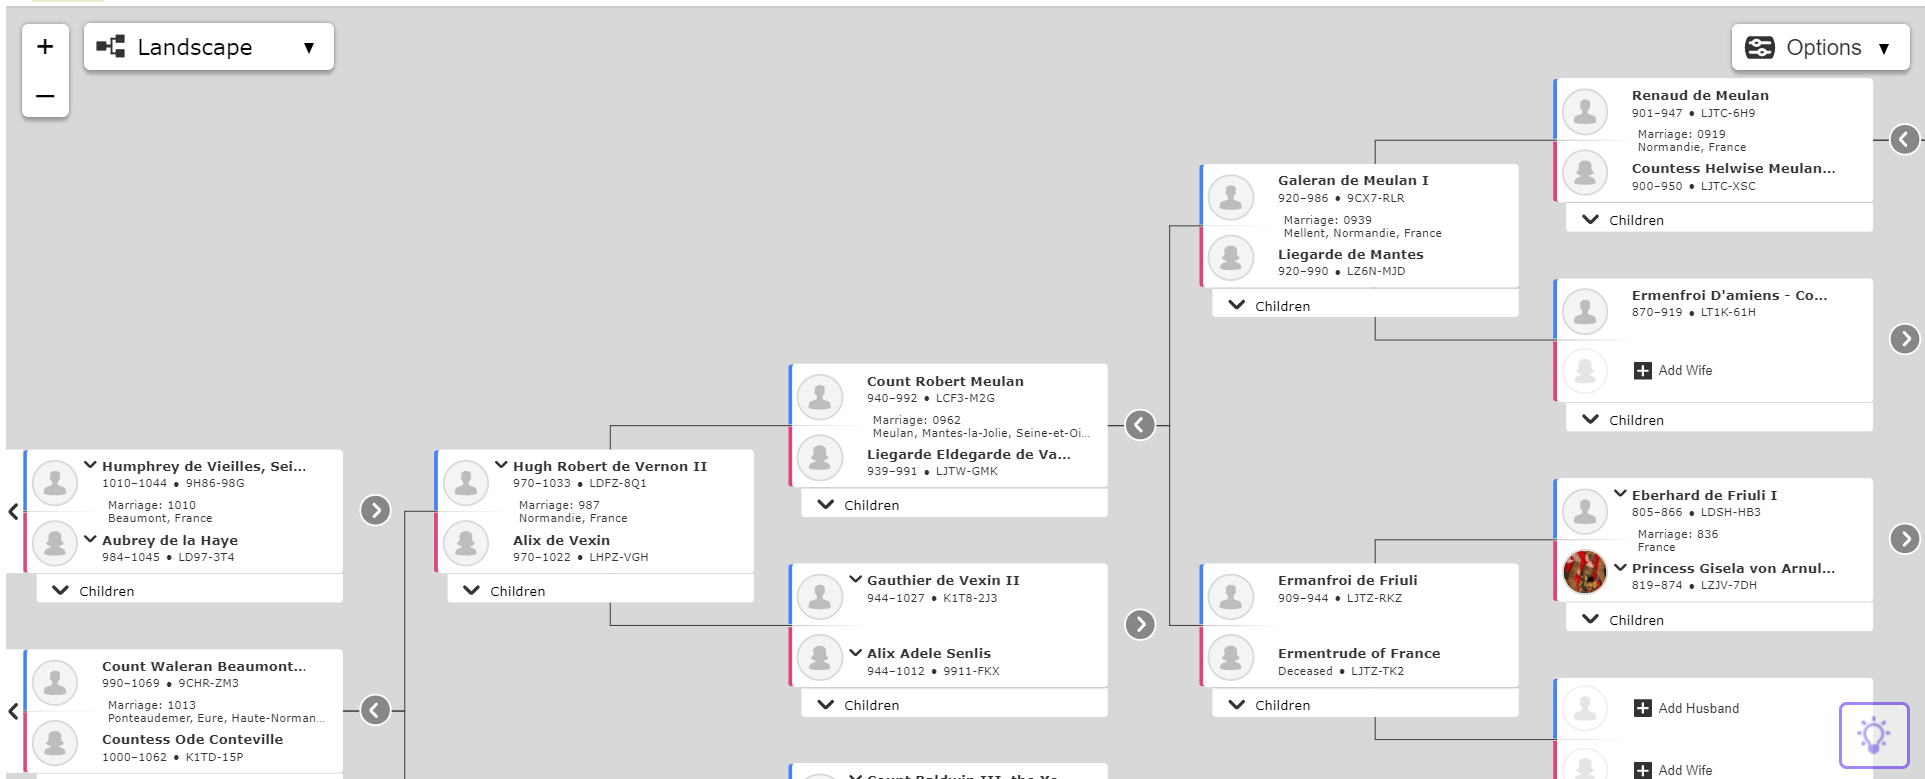 +
Landscape ▼
−
Options ▼
Humphrey de Vieilles, Sei...
1010–1044 • 9H86-98G
Marriage: 1010
Beaumont, France
Aubrey de la Haye
984–1045 • LD97-3T4
Children
Count Waleran Beaumont...
990–1069 • 9CHR-ZM3
Marriage: 1013
Ponteaudemer, Eure, Haute-Norman...
Countess Ode Conteville
1000–1062 • K1TD-15P
Hugh Robert de Vernon II
970–1033 • LDFZ-8Q1
Marriage: 987
Normandie, France
Alix de Vexin
970–1022 • LHPZ-VGH
Children
Count Robert Meulan
940–992 • LCF3-M2G
Marriage: 0962
Meulan, Mantes-la-Jolie, Seine-et-Oi...
Liegarde Eldegarde de Va...
939–991 • LJTW-GMK
Children
Gauthier de Vexin II
944–1027 • K1T8-2J3
Alix Adele Senlis
944–1012 • 9911-FKX
Children
Count Baldwin III, the Yo...
Galeran de Meulan I
920–986 • 9CX7-RLR
Marriage: 0939
Mellent, Normandie, France
Liegarde de Mantes
920–990 • LZ6N-MJD
Children
Ermanfroi de Friuli
909–944 • LJTZ-RKZ
Ermentrude of France
Deceased • LJTZ-TK2
Children
Renaud de Meulan
901–947 • LJTC-6H9
Marriage: 0919
Normandie, France
Countess Helwise Meulan...
900–950 • LJTC-XSC
Children
Ermenfroi D'amiens - Co...
870–919 • LT1K-61H
Add Wife
Children
Eberhard de Friuli I
805–866 • LDSH-HB3
Marriage: 836
France
Princess Gisela von Arnul...
819–874 • LZJV-7DH
Children
Add Husband
Add Wife